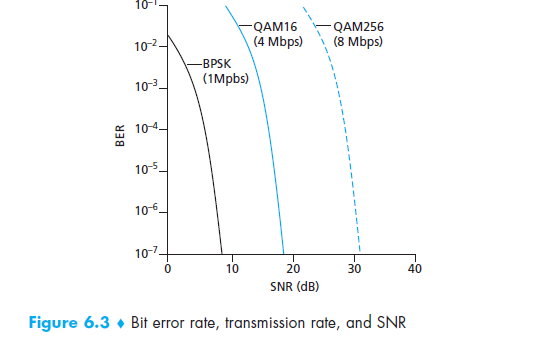 10-1
QAM16
(4 Mbps)
QAM256
(8 Mbps)
10-2
BPSK
(1Mpbs)
10-3
BER
10-4
10-5
10-6
10-7
0 10 20 30 40
SNR (dB)
Figure 6.3 ♦ Bit error rate, transmission rate, and SNR